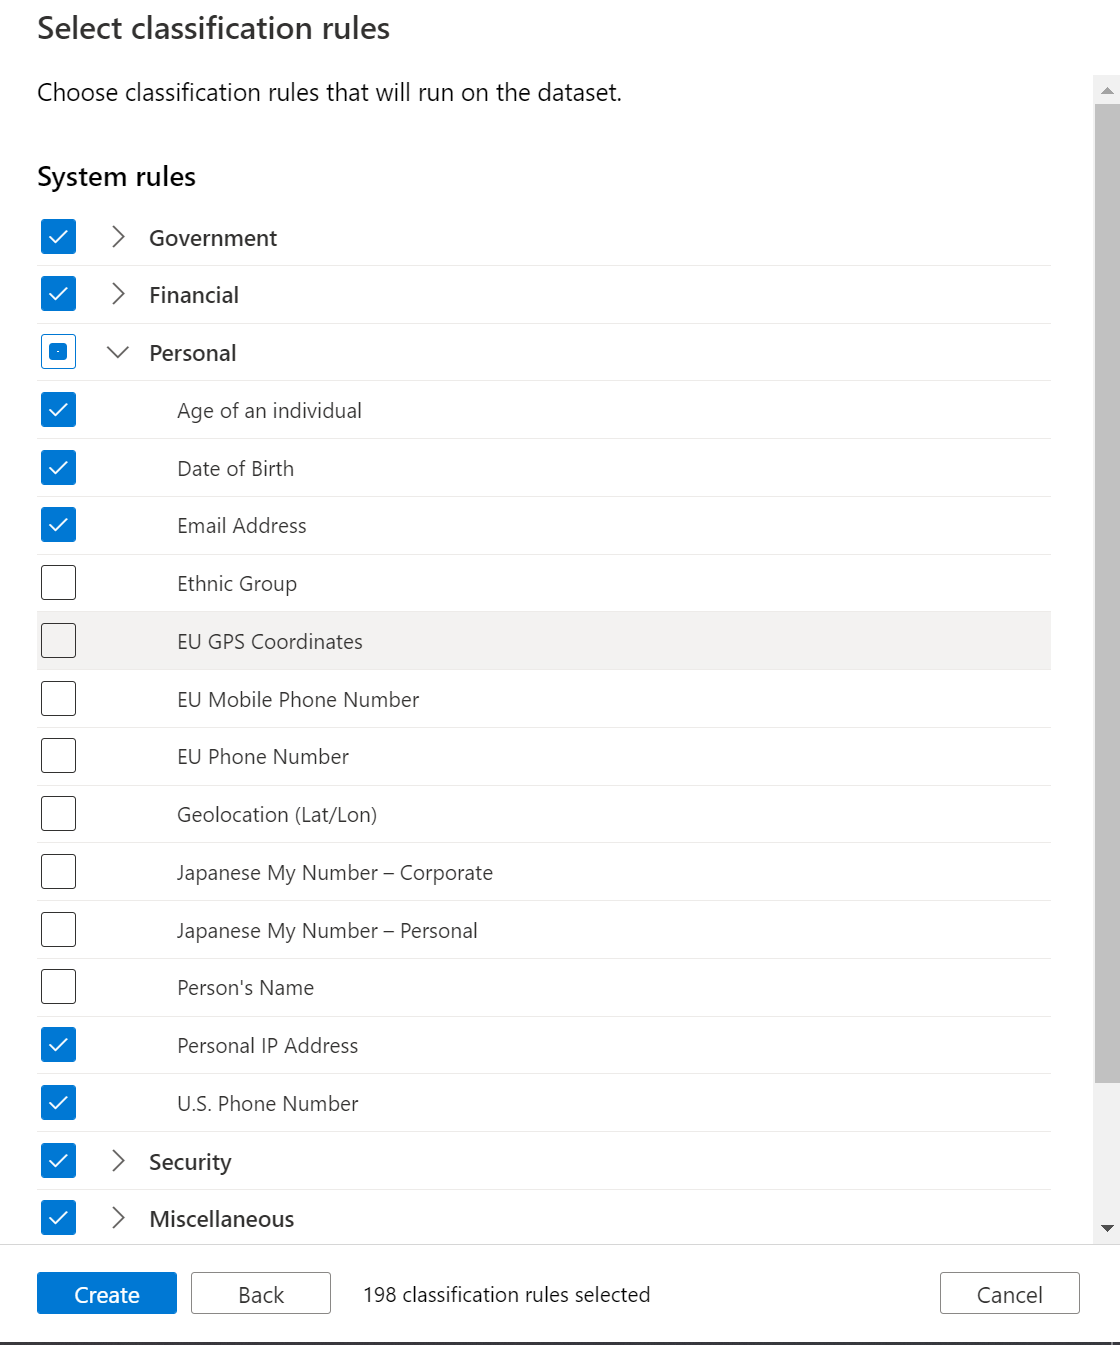 Select classification rules
Choose classification rules that will run on the dataset.
System rules
Government
Financial
Personal
Age of an individual
Date of Birth
Email Address
Ethnic Group
EU GPS Coordinates
EU Mobile Phone Number
EU Phone Number
Geolocation (Lat/Lon)
Japanese My Number – Corporate
Japanese My Number – Personal
Person's Name
Personal IP Address
U.S. Phone Number
Security
Miscellaneous
Create Back 198 classification rules selected Cancel